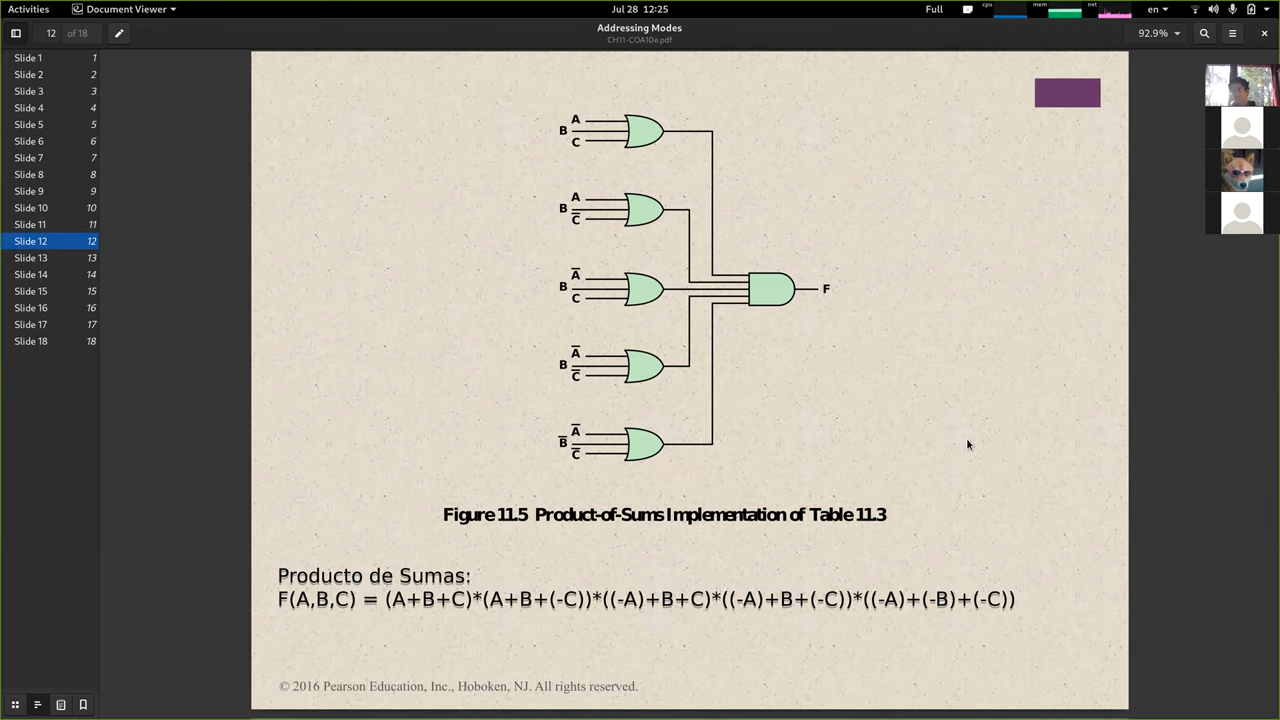 Activities Document Viewer Jul 28 12:25 Full cpu mem net en
12 of 18 Addressing Modes 92.9%
CH11-COA10e.pdf
Slide 1 1
Slide 2 2
Slide 3 3
Slide 4 4
Slide 5 5
Slide 6 6
Slide 7 7
Slide 8 8
Slide 9 9
Slide 10 10
Slide 11 11
Slide 12 12
Slide 13 13
Slide 14 14
Slide 15 15
Slide 16 16
Slide 17 17
Slide 18 18
A
B
C
A
B
C̅
A̅
B
C
F
A̅
B
C̅
A̅
B̅
C̅
Figure 11.5 Product-of-Sums Implementation of Table 11.3
Producto de Sumas:
F(A,B,C) = (A+B+C)*(A+B+(-C))*((-A)+B+C)*((-A)+B+(-C))*((-A)+(-B)+(-C))
© 2016 Pearson Education, Inc., Hoboken, NJ. All rights reserved.